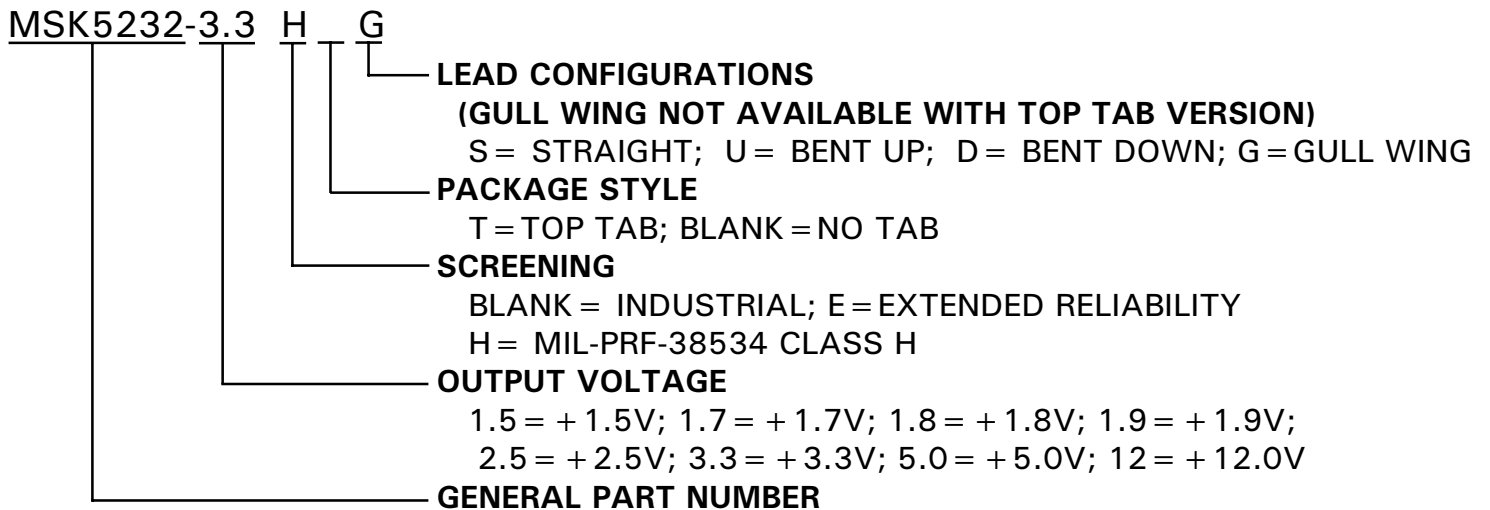 MSK5232-3.3 H _ G
LEAD CONFIGURATIONS
(GULL WING NOT AVAILABLE WITH TOP TAB VERSION)
S= STRAIGHT; U= BENT UP; D= BENT DOWN; G=GULL WING
PACKAGE STYLE
T=TOP TAB; BLANK=NO TAB
SCREENING
BLANK= INDUSTRIAL; E=EXTENDED RELIABILITY
H= MIL-PRF-38534 CLASS H
OUTPUT VOLTAGE
1.5=+1.5V; 1.7=+1.7V; 1.8=+1.8V; 1.9=+1.9V;
2.5=+2.5V; 3.3=+3.3V; 5.0=+5.0V; 12=+12.0V
GENERAL PART NUMBER